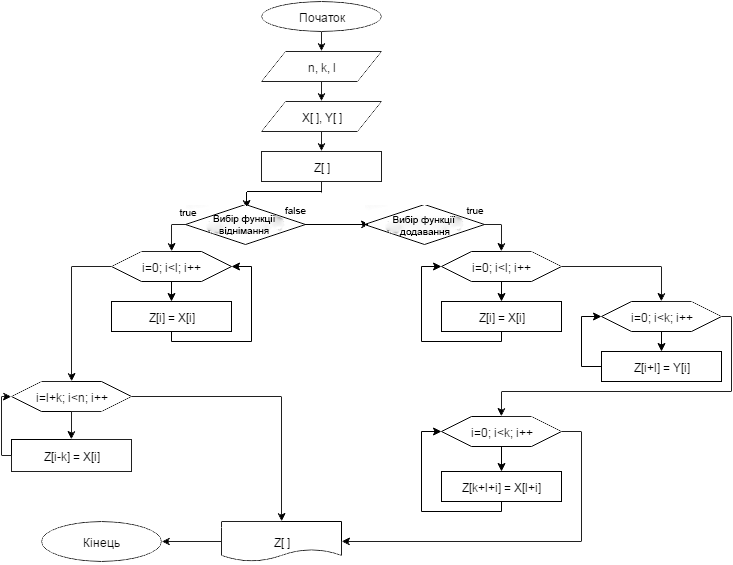 Початок
n, k, l
X[ ], Y[ ]
Z[ ]
true
Вибір функції
віднімання
false
Вибір функції
додавання
true
i=0; i<l; i++
Z[i] = X[i]
i=l+k; i<n; i++
Z[i-k] = X[i]
i=0; i<l; i++
Z[i] = X[i]
i=0; i<k; i++
Z[i+l] = Y[i]
i=0; i<k; i++
Z[k+l+i] = X[l+i]
Z[ ]
Кінець